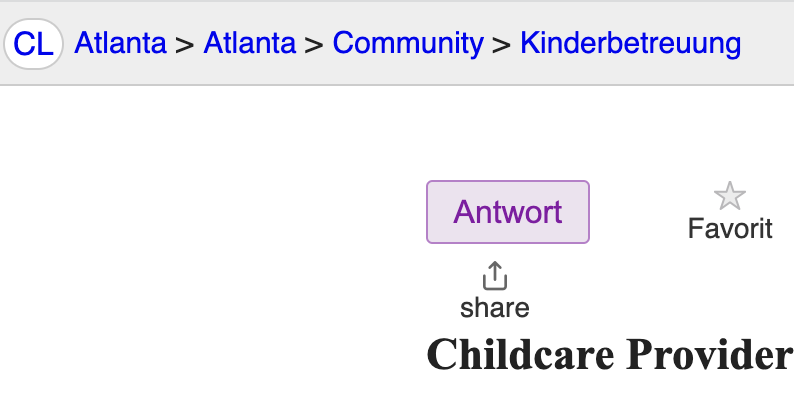 CL Atlanta > Atlanta > Community > Kinderbetreuung
Antwort
Favorit
share
Childcare Provider